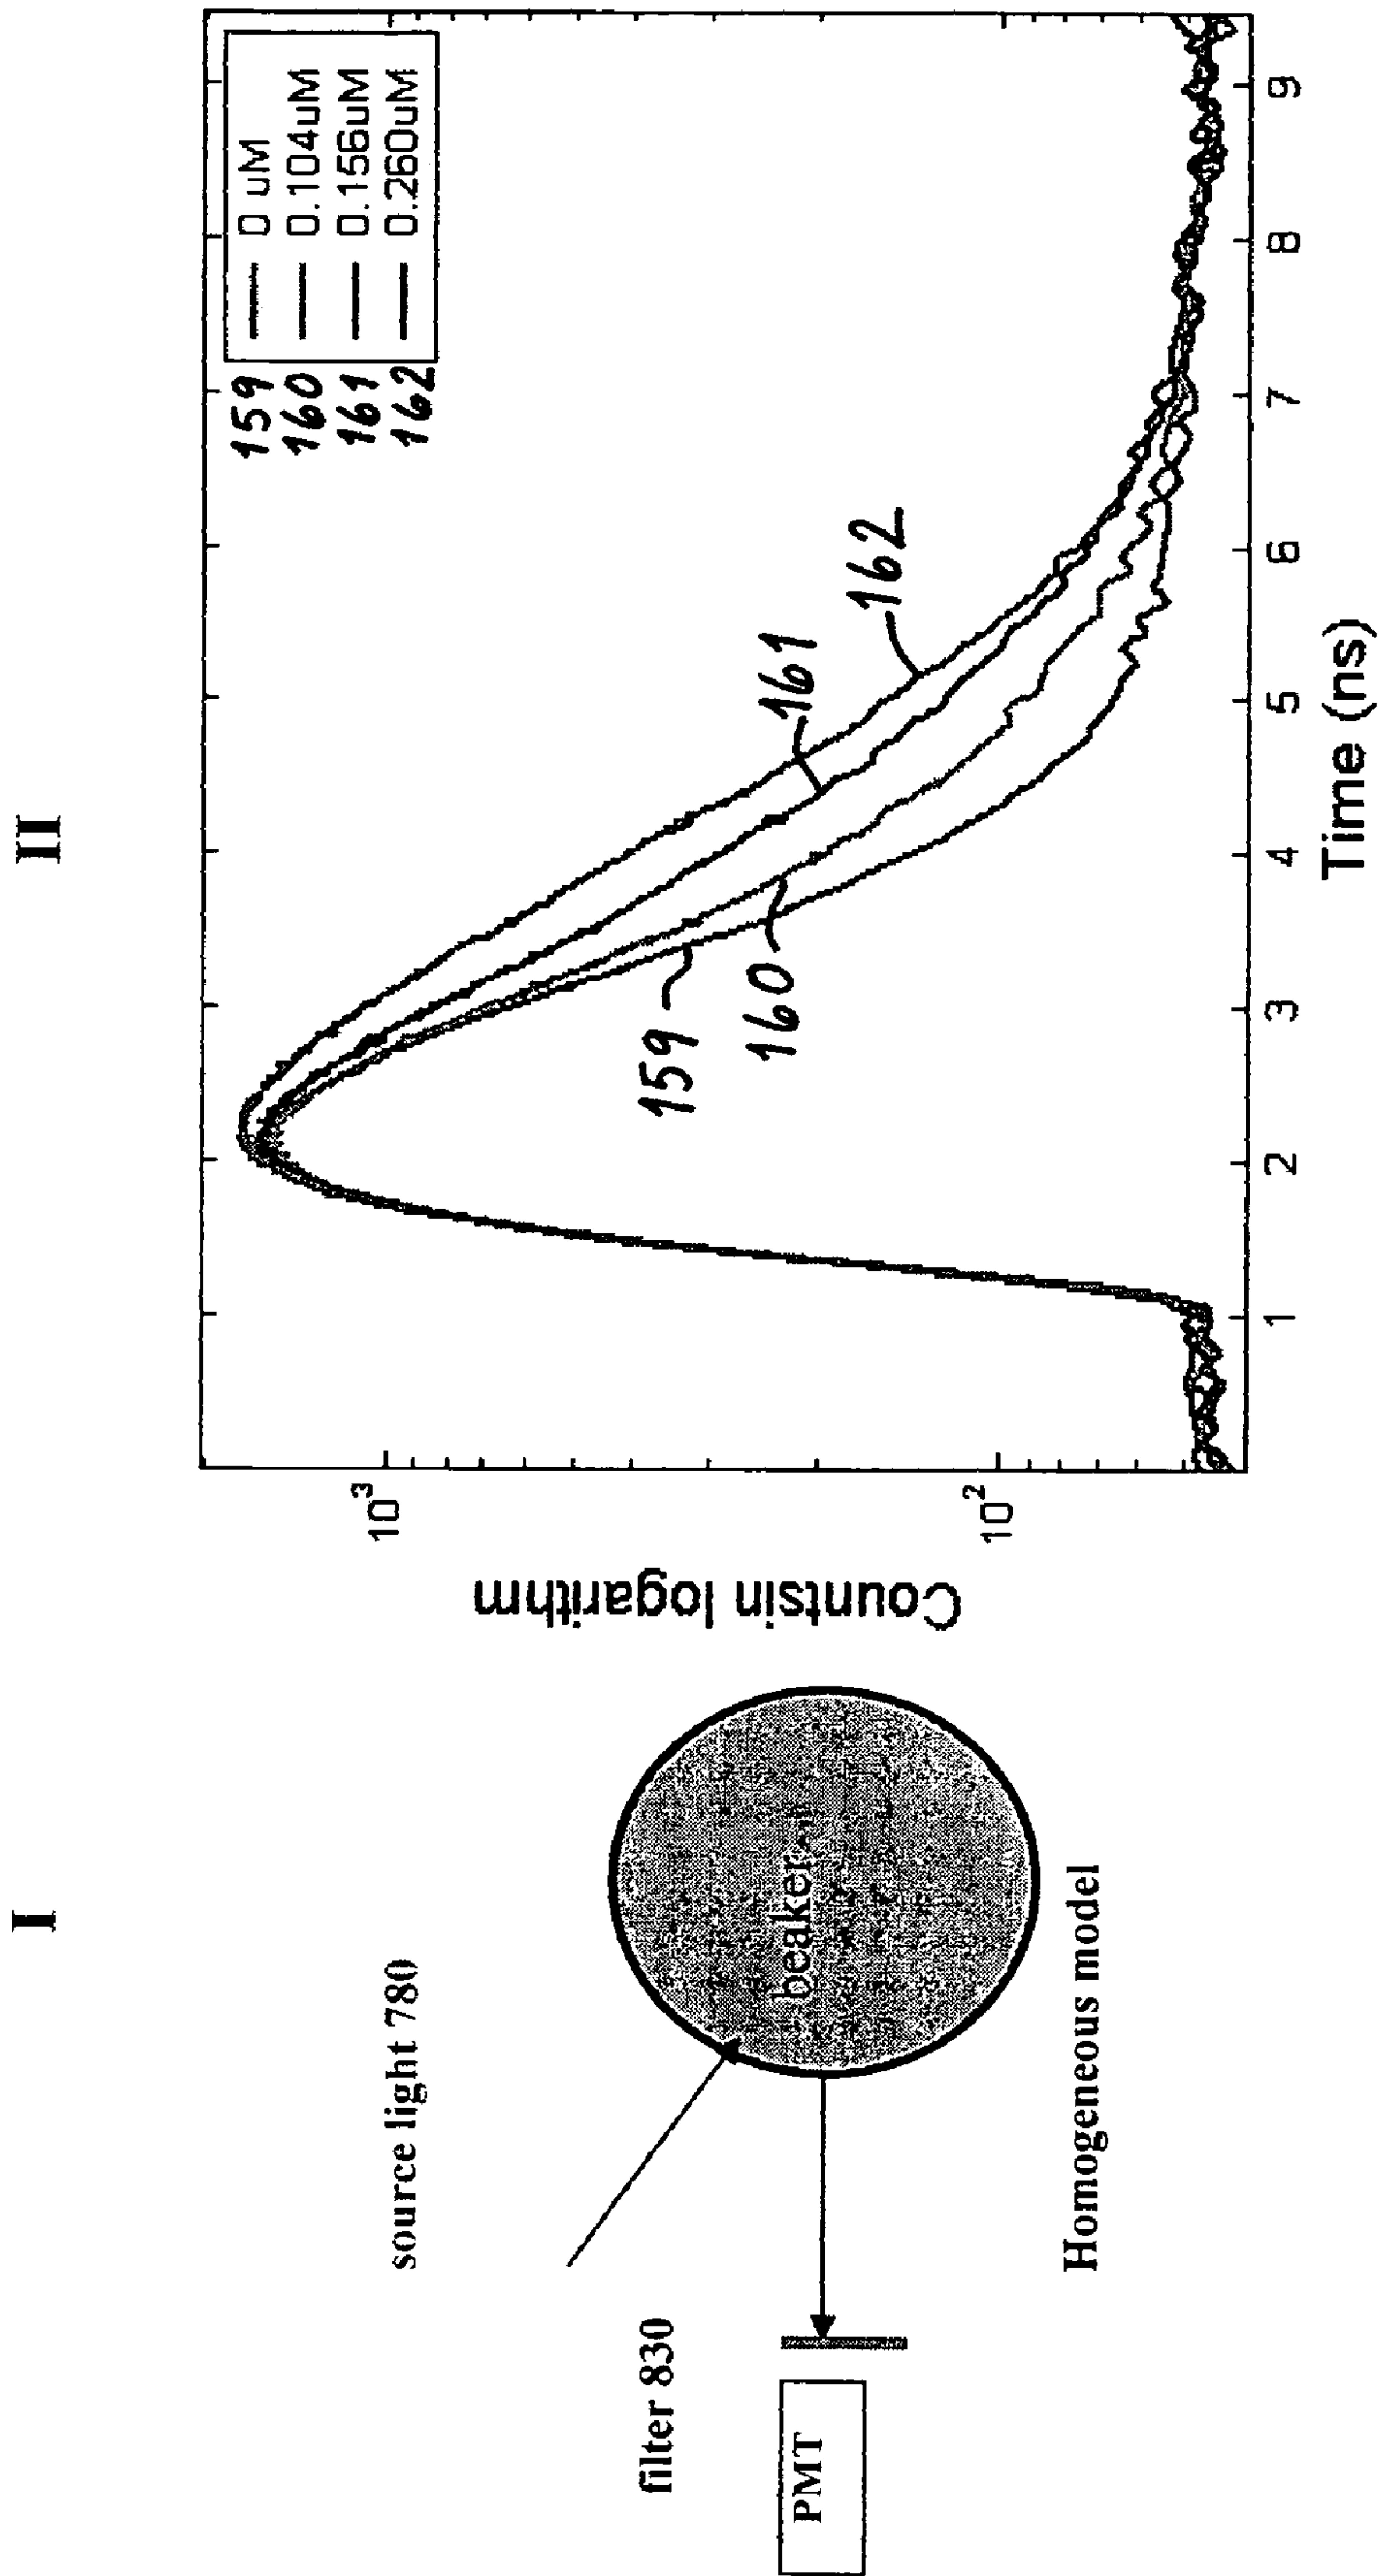 I
source light 780
filter 830
PMT
beaker
Homogeneous model
II
Countsin logarithm
10³
10²
159 0 uM
160 0.104uM
161 0.156uM
162 0.260uM
159
160
161
162
1 2 3 4 5 6 7 8 9
Time (ns)